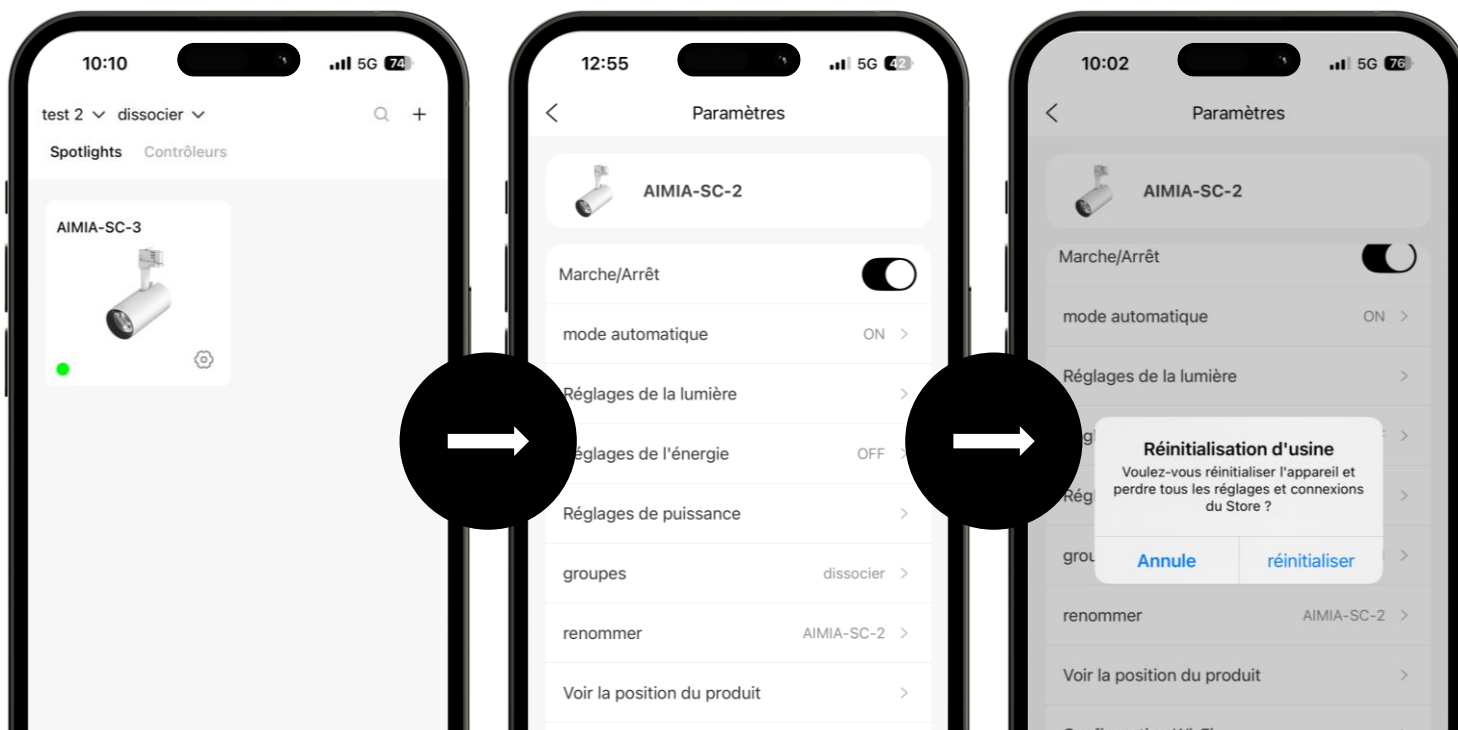 10:10
5G 74
test 2 dissocier
Spotlights Contrôleurs
AIMIA-SC-3
12:55
5G 42
Paramètres
AIMIA-SC-2
Marche/Arrêt
mode automatique ON
Réglages de la lumière
églages de l'énergie OFF
Réglages de puissance
groupes dissocier
renommer AIMIA-SC-2
Voir la position du produit
10:02
5G 76
Paramètres
AIMIA-SC-2
Marche/Arrêt
mode automatique ON
Réglages de la lumière
Réinitialisation d'usine
Voulez-vous réinitialiser l'appareil et
perdre tous les réglages et connexions
du Store ?
Annule réinitialiser
Rég
grou
renommer AIMIA-SC-2
Voir la position du produit